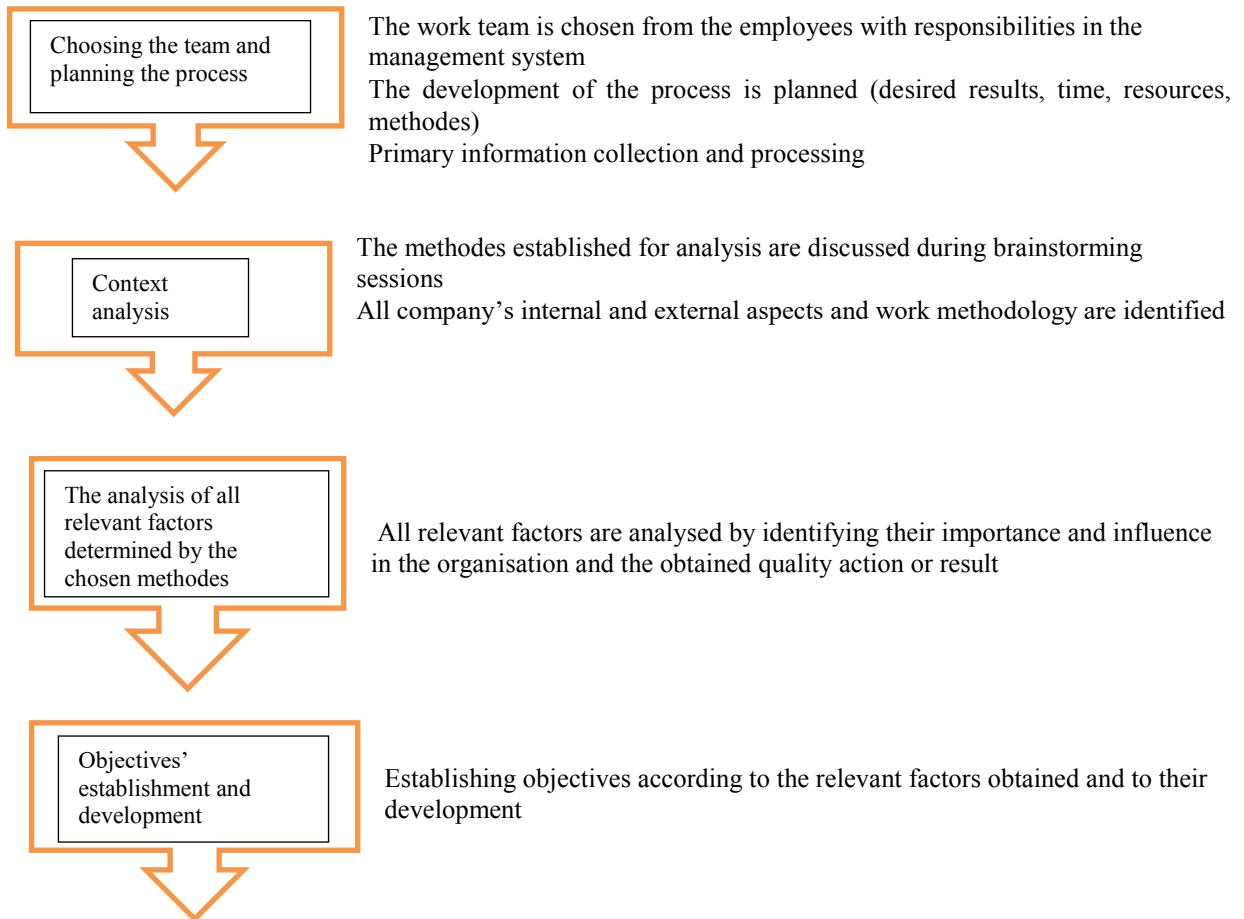 Choosing the team and
planning the process
The work team is chosen from the employees with responsibilities in the
management system
The development of the process is planned (desired results, time, resources,
methodes)
Primary information collection and processing
Context
analysis
The methodes established for analysis are discussed during brainstorming
sessions
All company’s internal and external aspects and work methodology are identified
The analysis of all
relevant factors
determined by the
chosen methodes
All relevant factors are analysed by identifying their importance and influence
in the organisation and the obtained quality action or result
Objectives’
establishment and
development
Establishing objectives according to the relevant factors obtained and to their
development